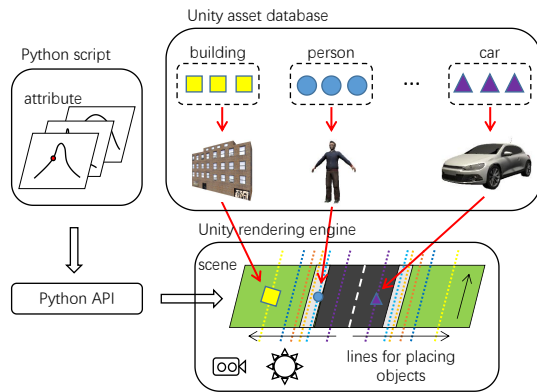 Unity asset database
Python script
building
person
car
attribute
...
Unity rendering engine
scene
Python API
lines for placing
objects